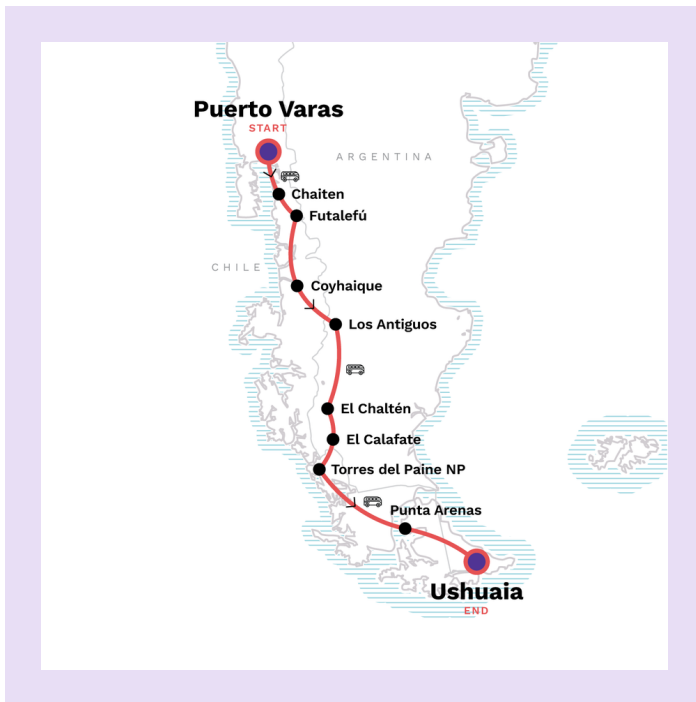 Puerto Varas
START
ARGENTINA
Chaiten
Futalefú
CHILE
Coyhaique
Los Antiguos
El Chaltén
El Calafate
Torres del Paine NP
Punta Arenas
Ushuaia
END